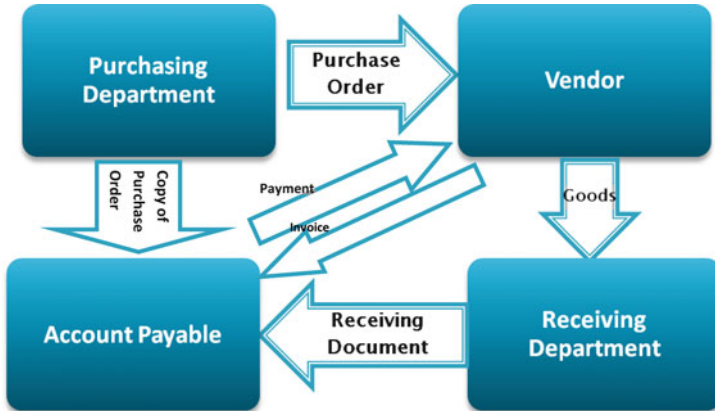 Purchasing
Department
Purchase
Order
Vendor
Copy of
Purchase
Order
Payment
Invoice
Goods
Account Payable
Receiving
Document
Receiving
Department